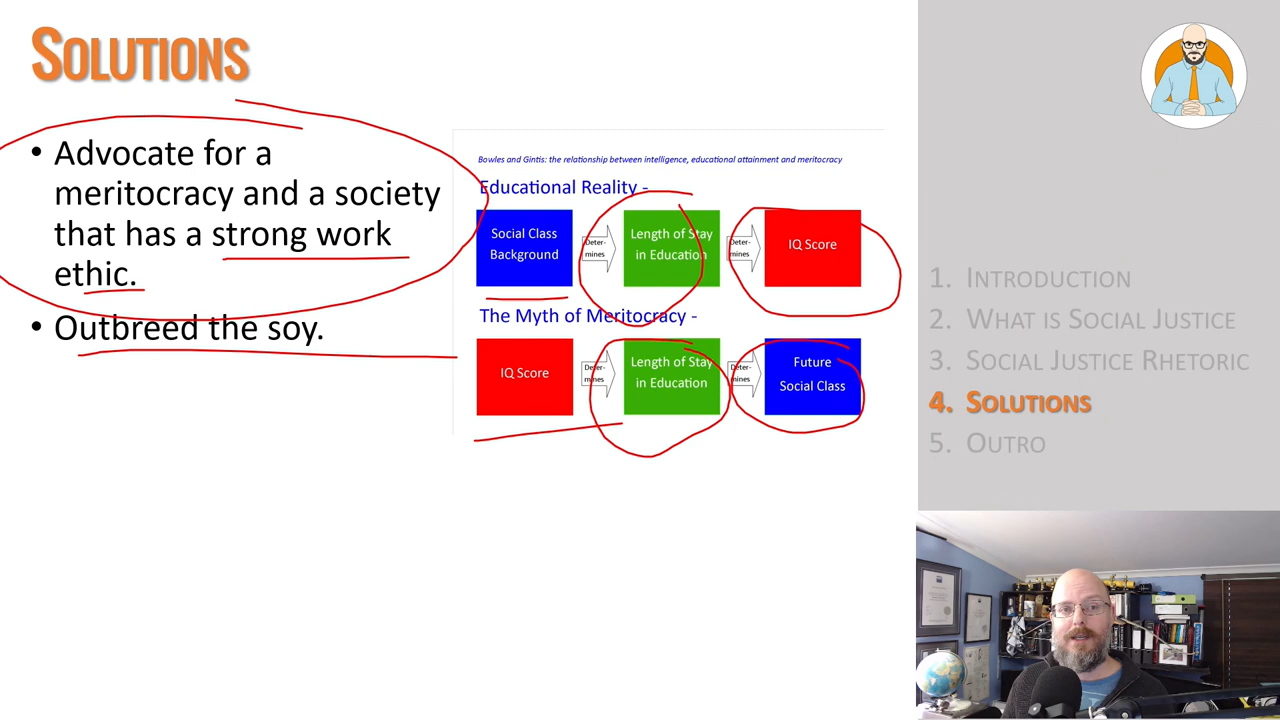 SOLUTIONS
• Advocate for a
meritocracy and a society
that has a strong work
ethic.
• Outbreed the soy.
Bowles and Gintis: the relationship between intelligence, educational attainment and meritocracy
Educational Reality -
Social Class
Background
Deter-
mines
Length of Stay
in Education
Deter-
mines
IQ Score
The Myth of Meritocracy -
IQ Score
Deter-
mines
Length of Stay
in Education
Deter-
mines
Future
Social Class
1. INTRODUCTION
2. WHAT IS SOCIAL JUSTICE
3. SOCIAL JUSTICE RHETORIC
4. SOLUTIONS
5. OUTRO